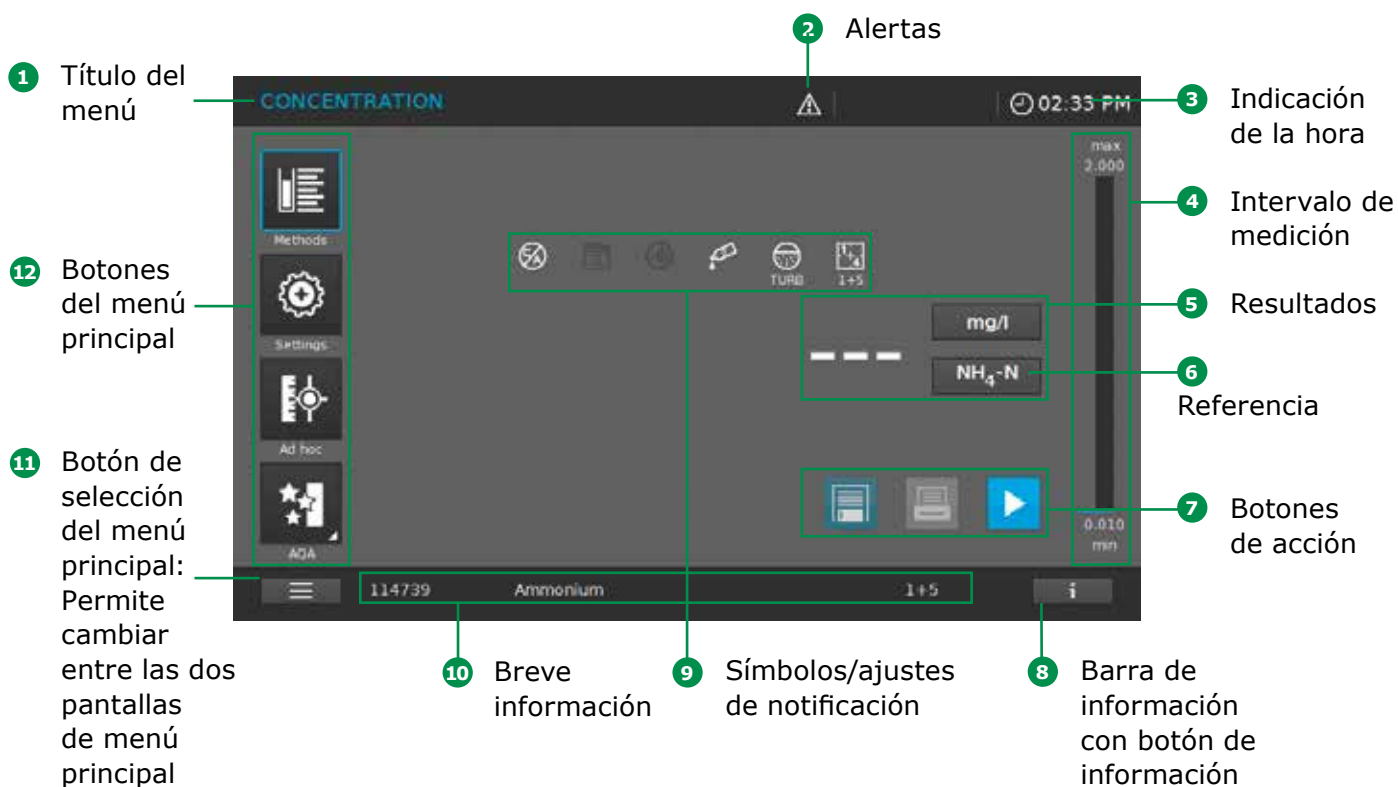 2 Alertas
1 Título del
menú
CONCENTRATION
02:33 PM
3 Indicación
de la hora
max
2.000
4 Intervalo de
medición
Methods
12 Botones
del menú
principal
TURB
1+5
1
4
5 Resultados
mg/l
Settings
NH₄-N
6
Referencia
Ad hoc
11 Botón de
selección
del menú
principal:
Permite
cambiar
entre las dos
pantallas
de menú
principal
7 Botones
de acción
0.010
min
AQA
114739 Ammonium 1+5
i
10 Breve
información
9 Símbolos/ajustes
de notificación
8 Barra de
información
con botón de
información